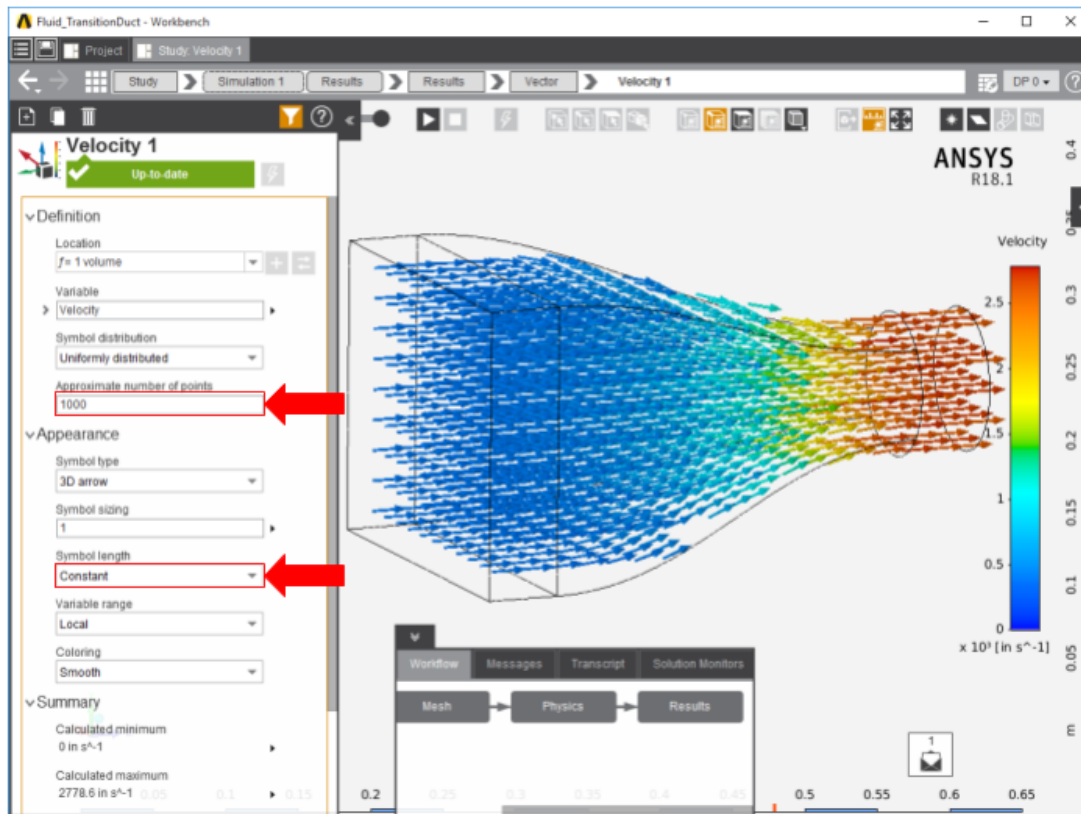 Fluid_TransitionDuct - Workbench
Project
Study: Velocity 1
Study
Simulation 1
Results
Results
Vector
Velocity 1
DP 0
Velocity 1
Up-to-date
Definition
Location
ƒ= 1 volume
Variable
Velocity
Symbol distribution
Uniformly distributed
Approximate number of points
1000
Appearance
Symbol type
3D arrow
Symbol sizing
1
Symbol length
Constant
Variable range
Local
Coloring
Smooth
Summary
Calculated minimum
0 in s^-1
Calculated maximum
2778.6 in s^-1
ANSYS
R18.1
Velocity
2.5
2
1.5
1
0.5
0
x 10³ [in s^-1]
0.4
0.35
0.3
0.25
0.2
0.15
0.1
0.05
m
Workflow
Messages
Transcript
Solution Monitors
Mesh
Physics
Results
1
0.05
0.1
0.15
0.2
0.25
0.3
0.35
0.4
0.45
0.5
0.55
0.6
0.65